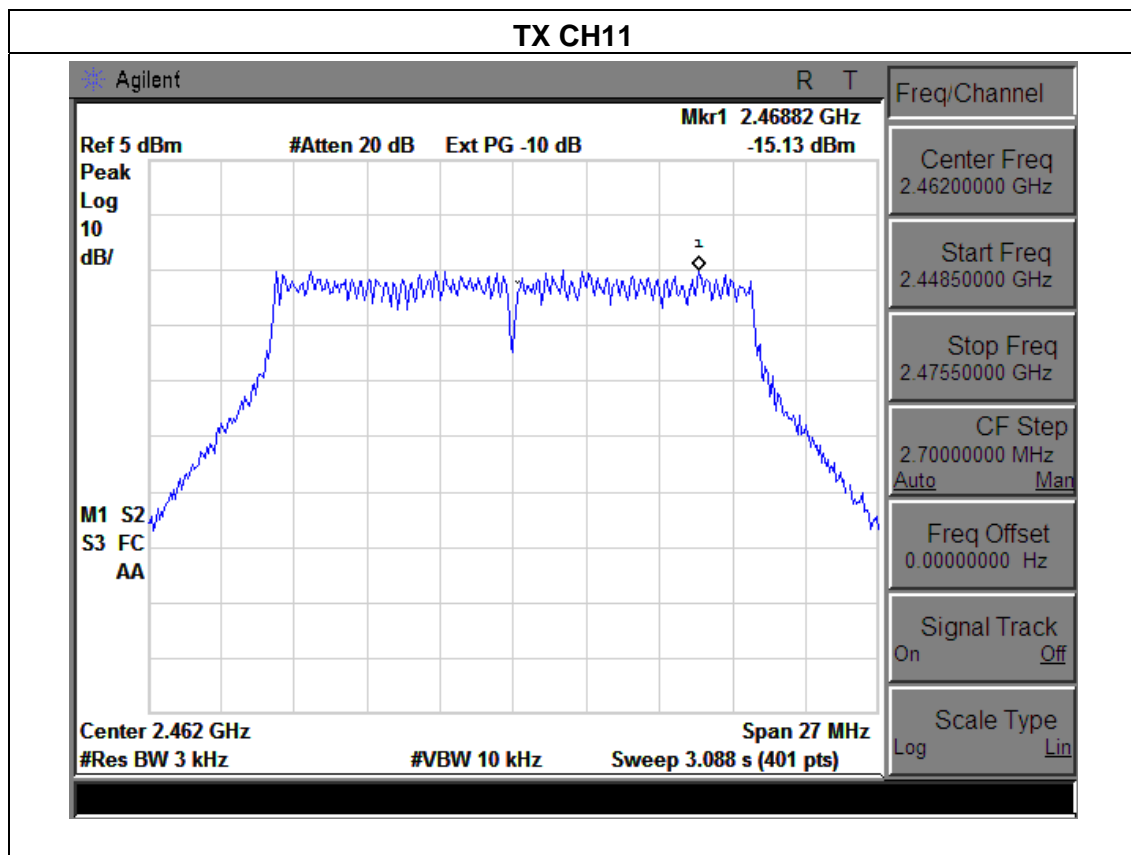 TX CH11
Agilent R T
Mkr1 2.46882 GHz
Ref 5 dBm #Atten 20 dB Ext PG -10 dB -15.13 dBm
Peak
Log
10
dB/
1
M1 S2
S3 FC
AA
Center 2.462 GHz Span 27 MHz
#Res BW 3 kHz #VBW 10 kHz Sweep 3.088 s (401 pts)
Freq/Channel
Center Freq
2.46200000 GHz
Start Freq
2.44850000 GHz
Stop Freq
2.47550000 GHz
CF Step
2.70000000 MHz
Auto Man
Freq Offset
0.00000000 Hz
Signal Track
On Off
Scale Type
Log Lin